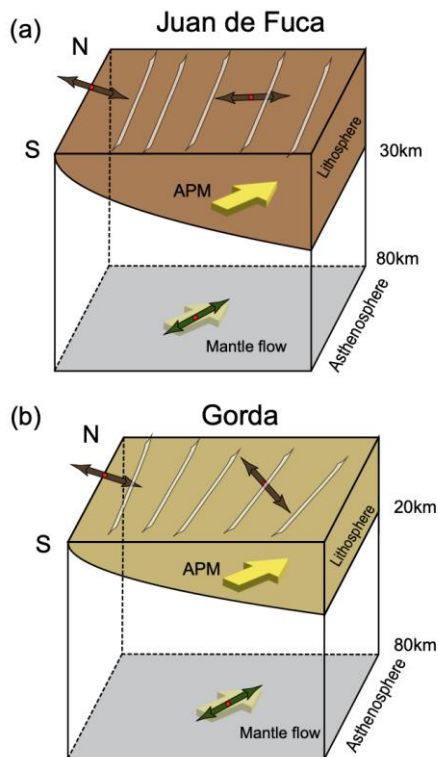 (a) Juan de Fuca
N
S
Lithosphere
30km
APM
80km
Mantle flow
Asthenosphere
(b) Gorda
N
S
20km
Lithosphere
APM
80km
Mantle flow
Asthenosphere